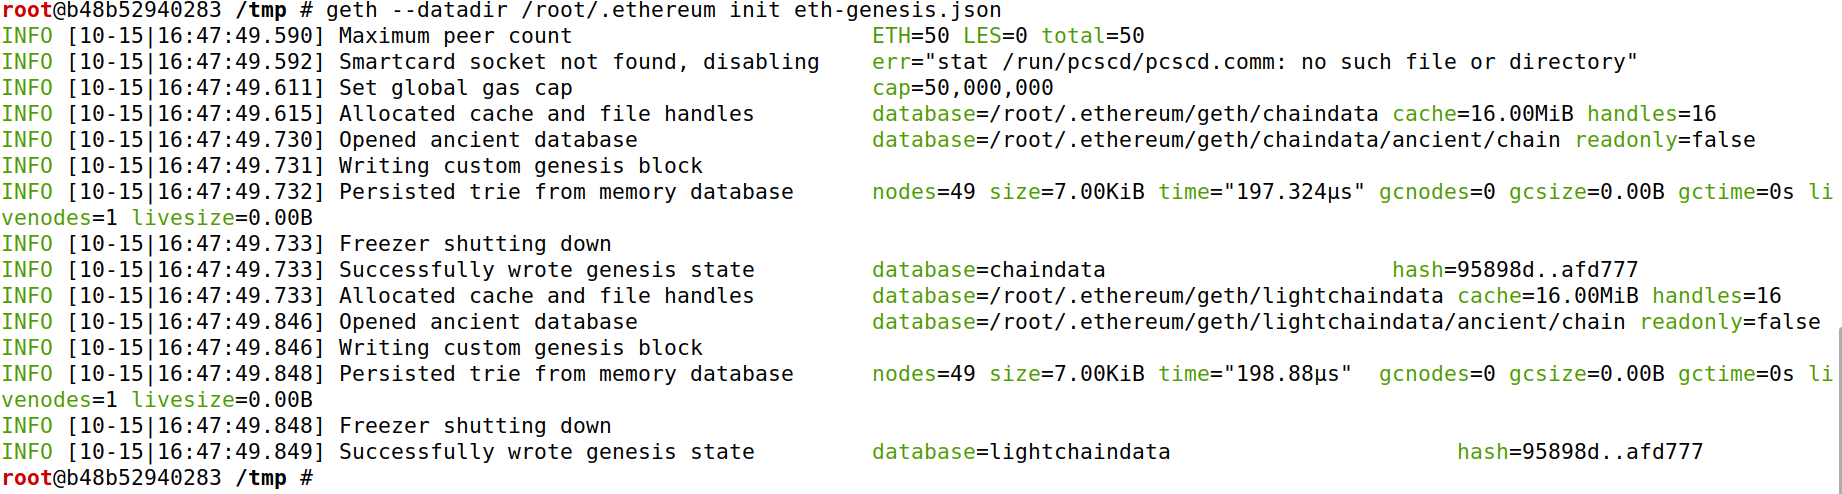 root@b48b52940283 /tmp # geth --datadir /root/.ethereum init eth-genesis.json
INFO [10-15|16:47:49.590] Maximum peer count                       ETH=50 LES=0 total=50
INFO [10-15|16:47:49.592] Smartcard socket not found, disabling    err="stat /run/pcscd/pcscd.comm: no such file or directory"
INFO [10-15|16:47:49.611] Set global gas cap                       cap=50,000,000
INFO [10-15|16:47:49.615] Allocated cache and file handles         database=/root/.ethereum/geth/chaindata cache=16.00MiB handles=16
INFO [10-15|16:47:49.730] Opened ancient database                  database=/root/.ethereum/geth/chaindata/ancient/chain readonly=false
INFO [10-15|16:47:49.731] Writing custom genesis block
INFO [10-15|16:47:49.732] Persisted trie from memory database      nodes=49 size=7.00KiB time="197.324µs" gcnodes=0 gcsize=0.00B gctime=0s li
venodes=1 livesize=0.00B
INFO [10-15|16:47:49.733] Freezer shutting down
INFO [10-15|16:47:49.733] Successfully wrote genesis state         database=chaindata                      hash=95898d..afd777
INFO [10-15|16:47:49.733] Allocated cache and file handles         database=/root/.ethereum/geth/lightchaindata cache=16.00MiB handles=16
INFO [10-15|16:47:49.846] Opened ancient database                  database=/root/.ethereum/geth/lightchaindata/ancient/chain readonly=false
INFO [10-15|16:47:49.846] Writing custom genesis block
INFO [10-15|16:47:49.848] Persisted trie from memory database      nodes=49 size=7.00KiB time="198.88µs"  gcnodes=0 gcsize=0.00B gctime=0s li
venodes=1 livesize=0.00B
INFO [10-15|16:47:49.848] Freezer shutting down
INFO [10-15|16:47:49.849] Successfully wrote genesis state         database=lightchaindata                      hash=95898d..afd777
root@b48b52940283 /tmp #